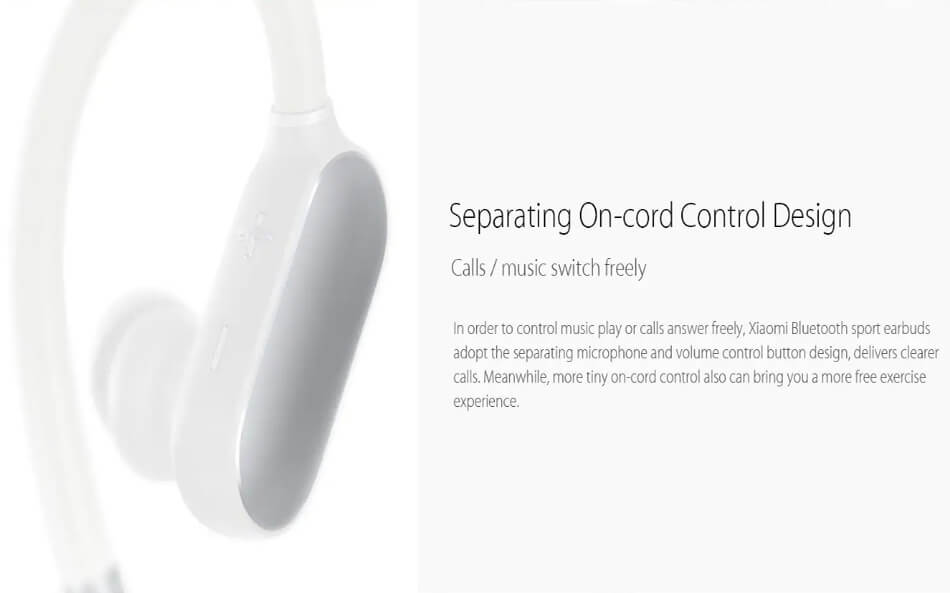 Separating On-cord Control Design
Calls / music switch freely
In order to control music play or calls answer freely, Xiaomi Bluetooth sport earbuds
adopt the separating microphone and volume control button design, delivers clearer
calls. Meanwhile, more tiny on-cord control also can bring you a more free exercise
experience.